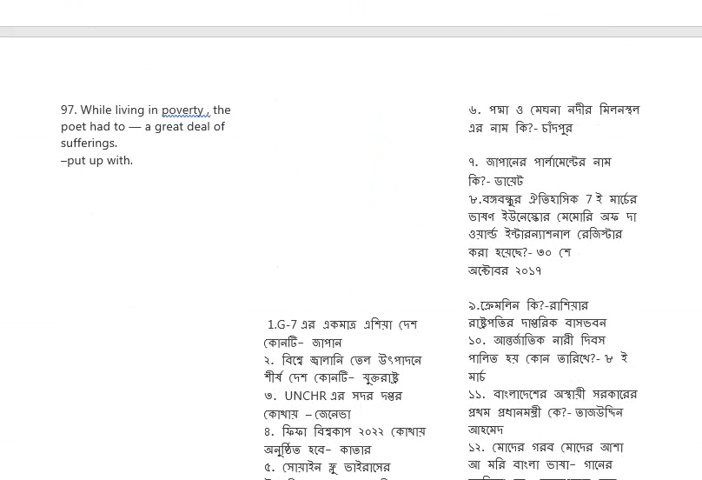 97. While living in poverty , the
poet had to — a great deal of
sufferings.
–put up with.
1.G-7 এর একমাত্র এশিয়া দেশ
কোনটি– জাপান
২. বিশ্বে জ্বালানি তেল উৎপাদনে
শীর্ষ দেশ কোনটি– যুক্তরাষ্ট্র
৩. UNCHR এর সদর দপ্তর
কোথায় – জেনেভা
৪. ফিফা বিশ্বকাপ ২০২২ কোথায়
অনুষ্ঠিত হবে– কাতার
৫. সোয়াইন ফ্লু ভাইরাসের
৬. পদ্মা ও মেঘনা নদীর মিলনস্থল
এর নাম কি?- চাঁদপুর
৭. জাপানের পার্লামেন্টের নাম
কি?- ডায়েট
৮.বঙ্গবন্ধুর ঐতিহাসিক 7 ই মার্চের
ভাষণ ইউনেস্কোর মেমোরি অফ দা
ওয়ার্ল্ড ইন্টারন্যাশনাল রেজিস্টার
করা হয়েছে?- ৩০ শে
অক্টোবর ২০১৭
৯.ক্রেমলিন কি?-রাশিয়ার
রাষ্ট্রপতির দাপ্তরিক বাসভবন
১০. আন্তর্জাতিক নারী দিবস
পালিত হয় কোন তারিখে?- ৮ ই
মার্চ
১১. বাংলাদেশের অস্থায়ী সরকারের
প্রথম প্রধানমন্ত্রী কে?- তাজউদ্দিন
আহমেদ
১২. মোদের গরব মোদের আশা
আ মরি বাংলা ভাষা– গানের